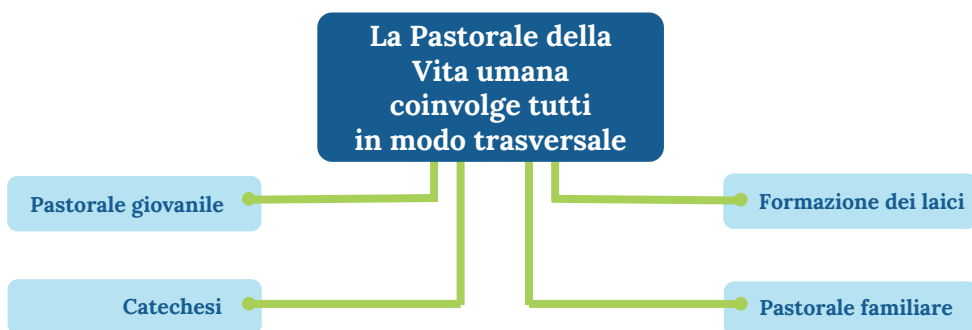 La Pastorale della
Vita umana
coinvolge tutti
in modo trasversale
Pastorale giovanile
Formazione dei laici
Catechesi
Pastorale familiare